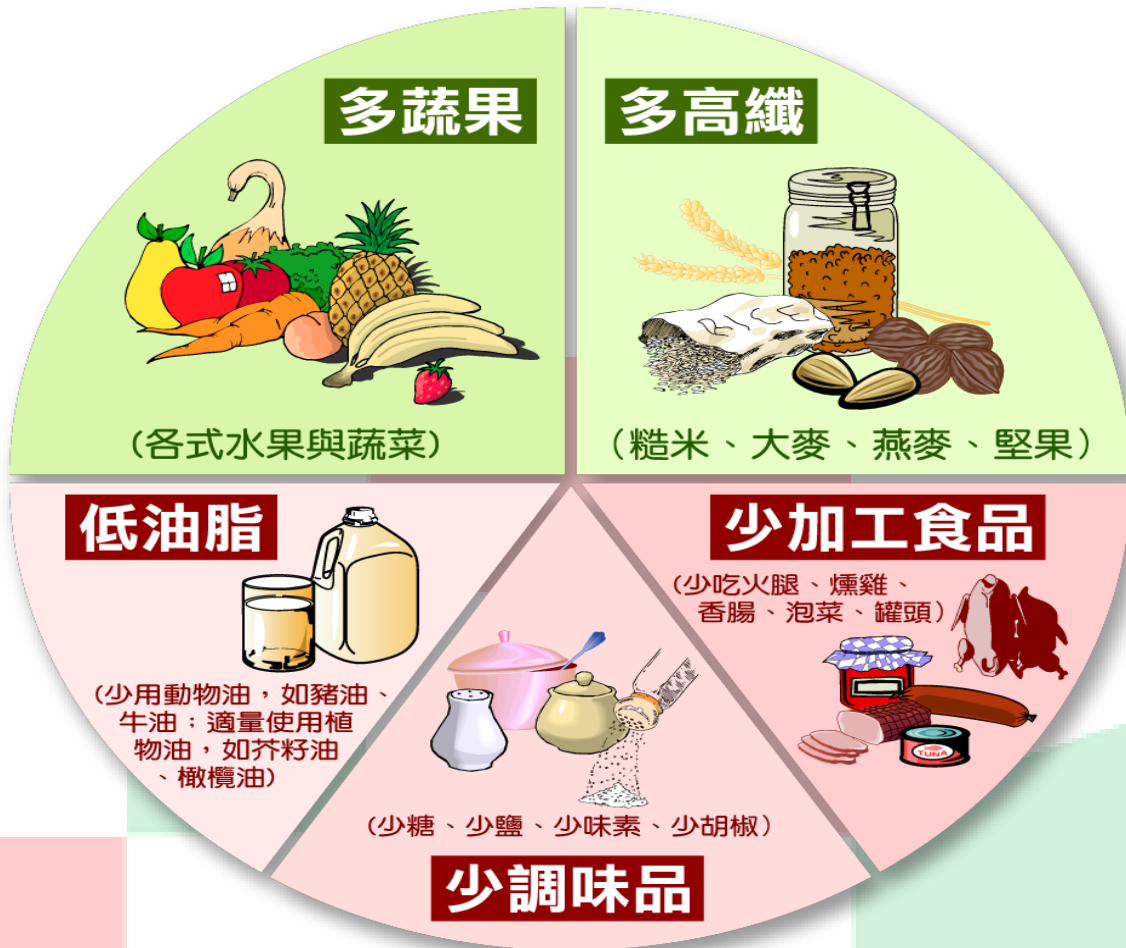 多蔬果
(各式水果與蔬菜)
多高纖
(糙米、大麥、燕麥、堅果)
低油脂
(少用動物油，如豬油、
牛油；適量使用植
物油，如芥籽油
、橄欖油)
少加工食品
(少吃火腿、燻雞、
香腸、泡菜、罐頭)
TUNA
(少糖、少鹽、少味素、少胡椒)
少調味品